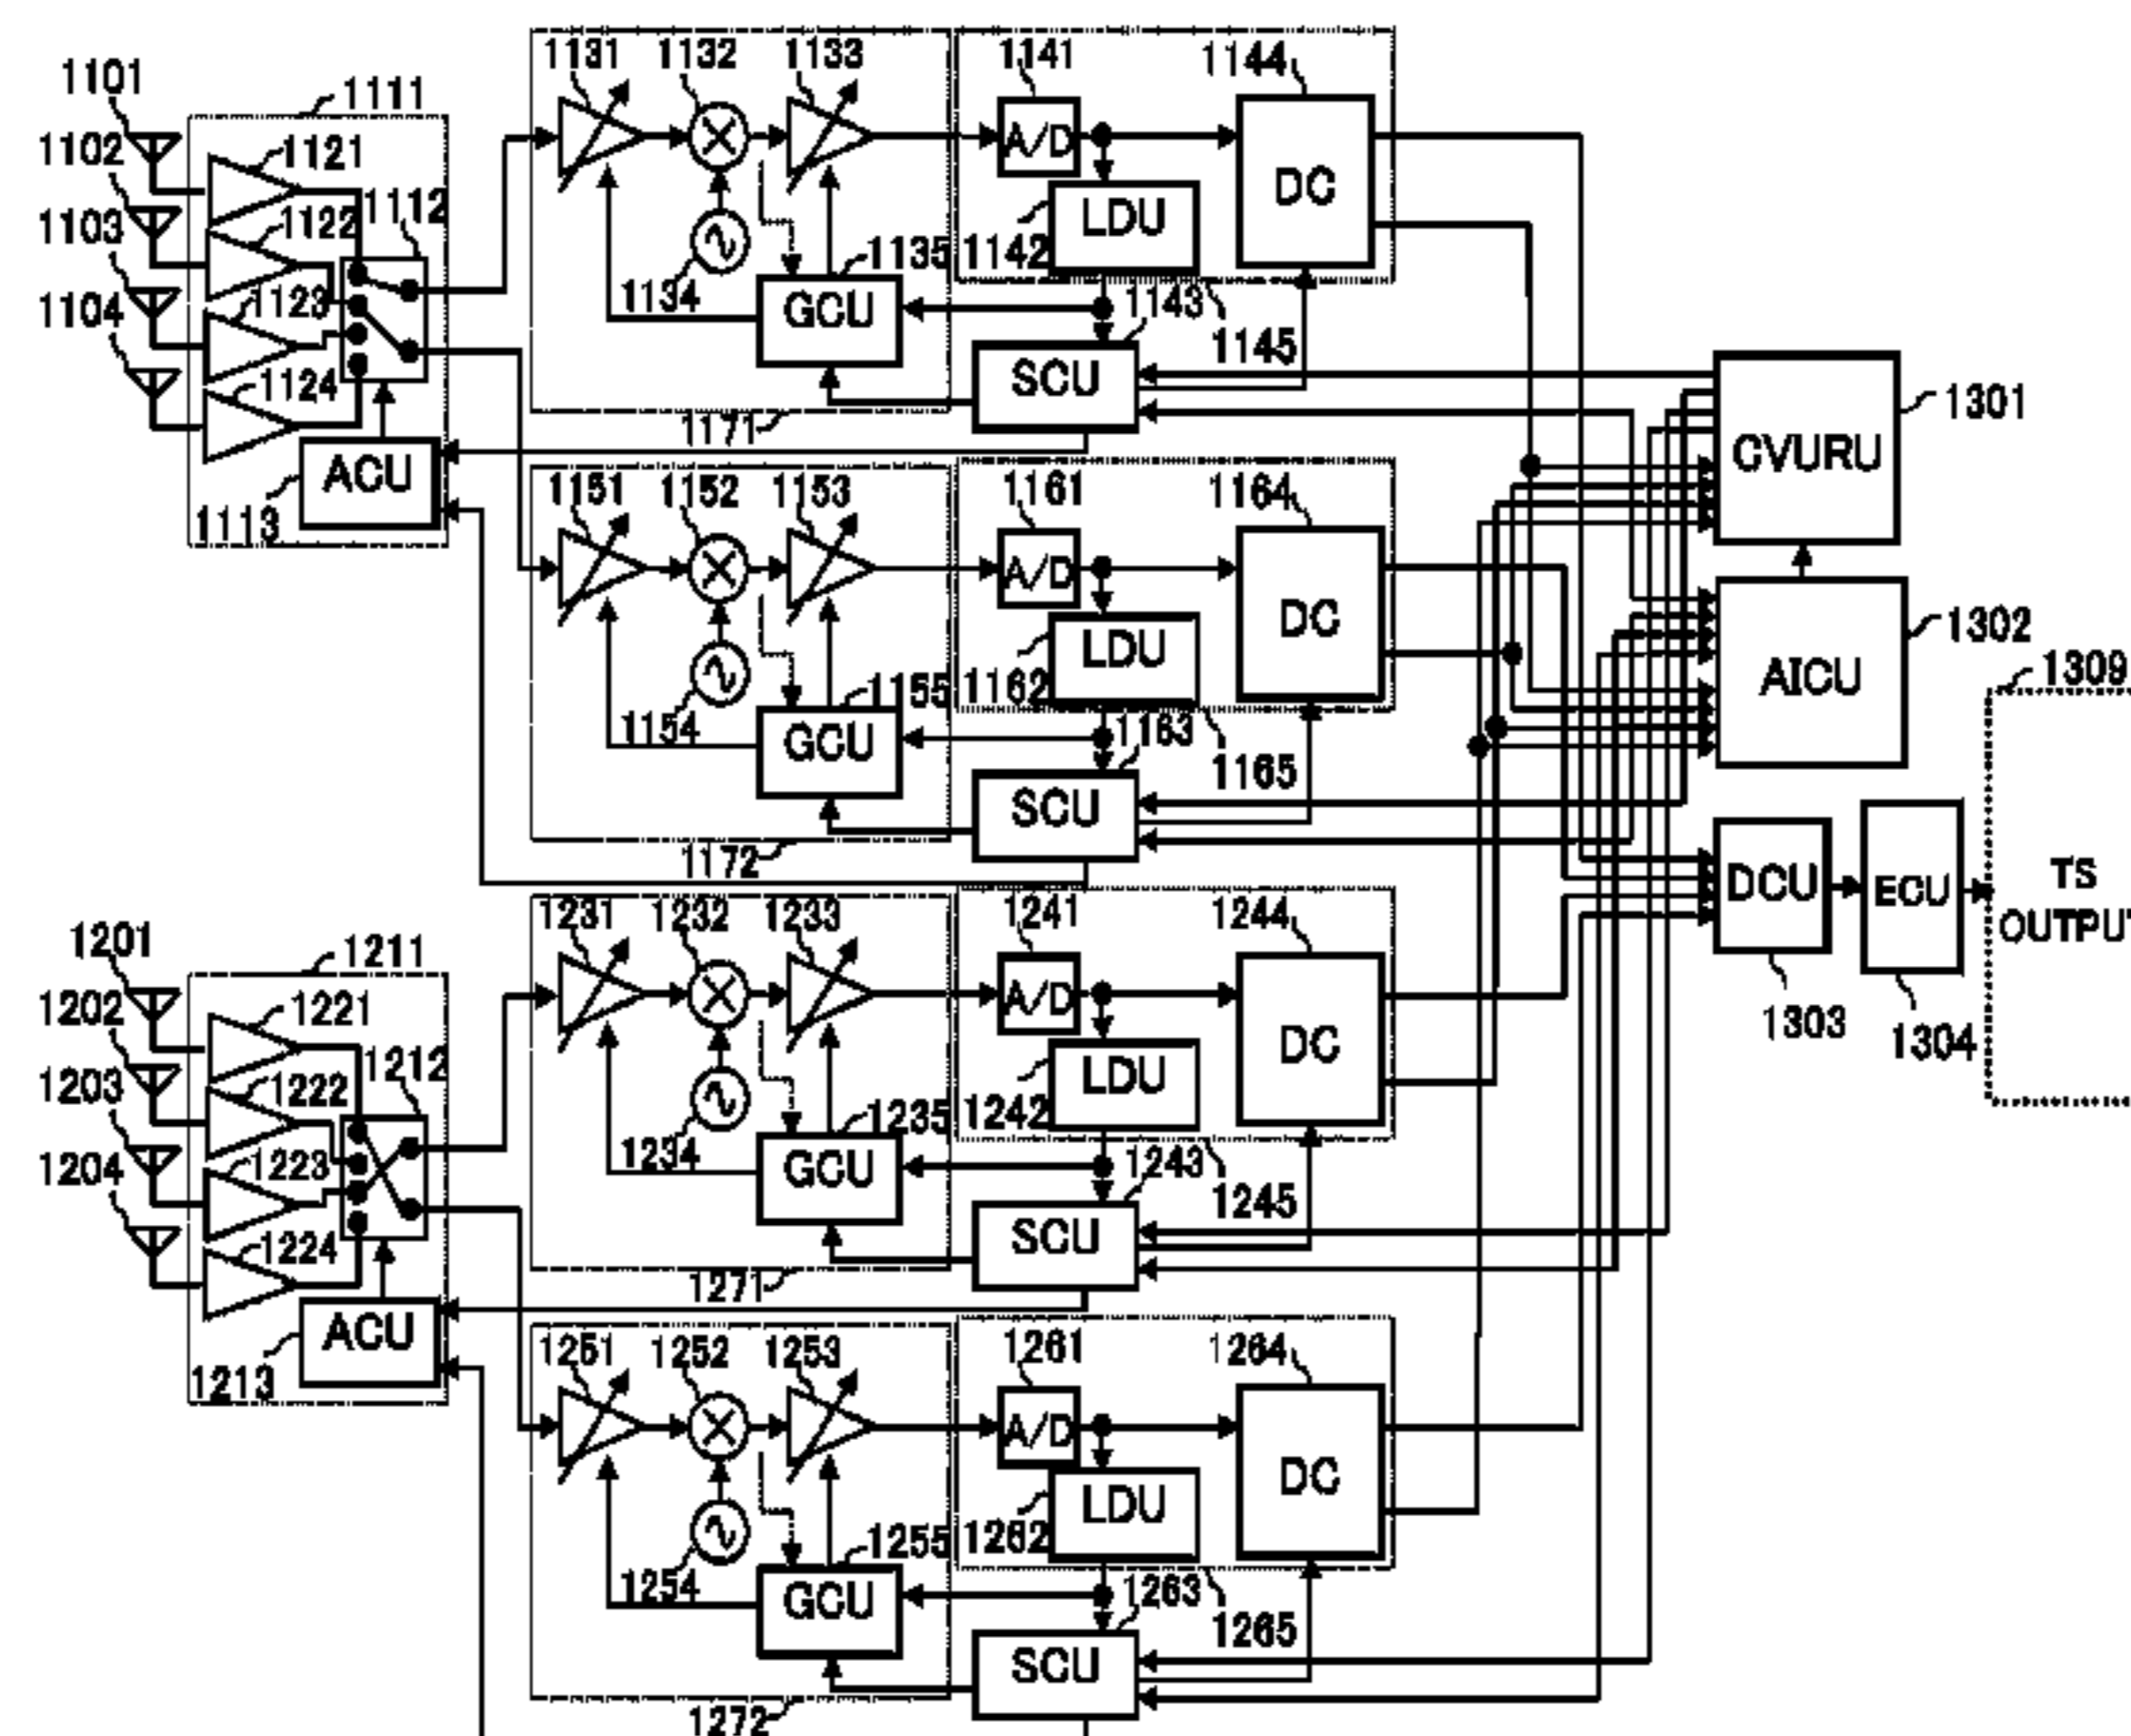 1131 1132 1133 1141 1144
1101 1111
1102 1121
1103 1122 1112
1104 1123
1124
A/D
LDU
DC
1142
1134 1135
GCU
1143
1145
SCU
1171
ACU
1113
CVURU
1301
1151 1152 1153 1161 1164
A/D
LDU
DC
1162
1154 1155
GCU
1163
1165
SCU
1172
AICU
1302
1309
DCU
ECU
TS
OUTPUT
1303
1304
1231 1232 1233 1241 1244
1201 1211
1202 1221
1203 1222 1212
1204 1223
1224
A/D
LDU
DC
1242
1234 1235
GCU
1243
1245
SCU
1271
ACU
1213
1251 1252 1253 1261 1264
A/D
LDU
DC
1262
1254 1255
GCU
1263
1265
SCU
1272